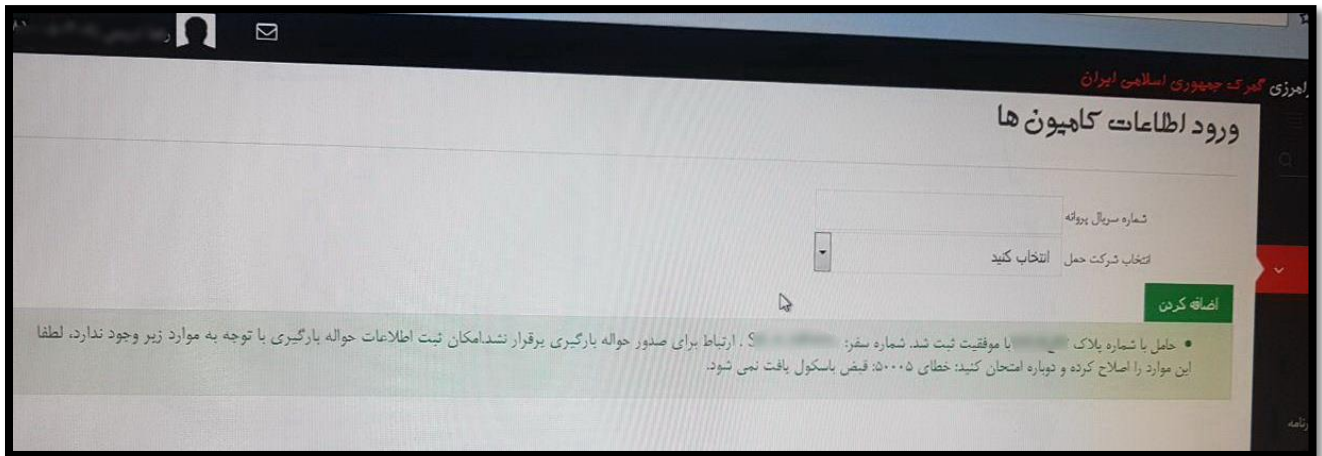 گمرک جمهوری اسلامی ایران
ورود اطلاعات کامیون ها
شماره سریال پروانه
انتخاب شرکت حمل انتخاب کنید
اضافه کردن
• حامل با شماره پلاک با موفقیت ثبت شد. شماره سفر: S . ارتباط برای صدور حواله بارگیری برقرار نشد.امکان ثبت اطلاعات حواله بارگیری با توجه به موارد زیر وجود ندارد، لطفا
این موارد را اصلاح کرده و دوباره امتحان کنید: خطای ۵۰۰۰۵: قبض باسکول یافت نمی شود.